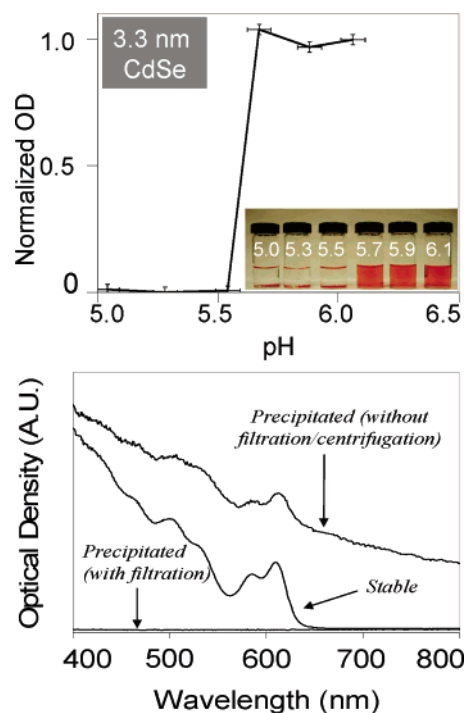 3.3 nm
CdSe
Normalized OD
1.0
0.5
0
5.0 5.3 5.5 5.7 5.9 6.1
5.0 5.5 6.0 6.5
pH
Optical Density (A.U.)
Precipitated (without
filtration/centrifugation)
Precipitated
(with filtration)
Stable
400 500 600 700 800
Wavelength (nm)